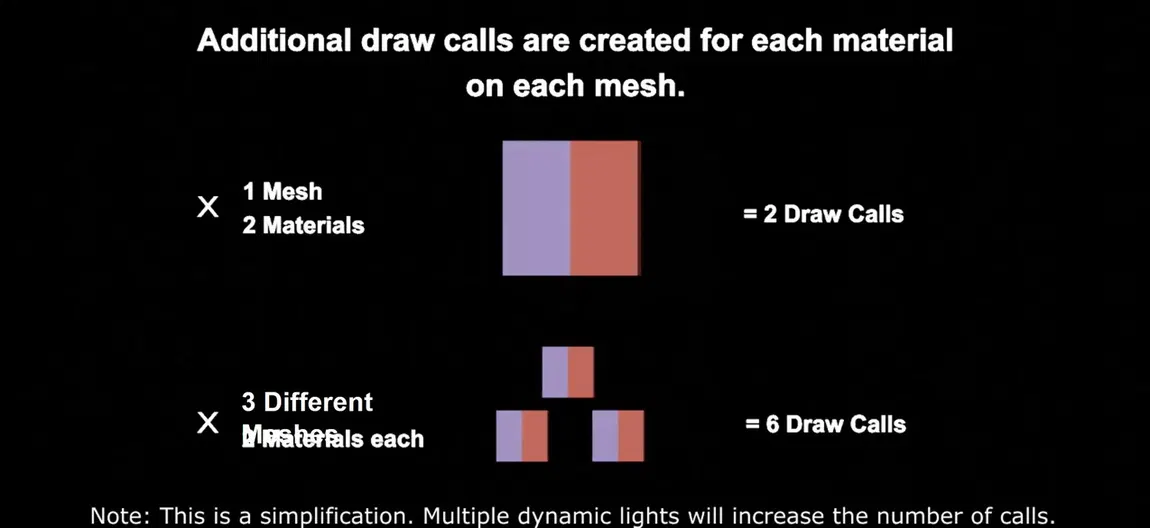 Additional draw calls are created for each material
on each mesh.
X
1 Mesh
2 Materials
= 2 Draw Calls
X
3 Different
Meshes
2 Materials each
= 6 Draw Calls
Note: This is a simplification. Multiple dynamic lights will increase the number of calls.